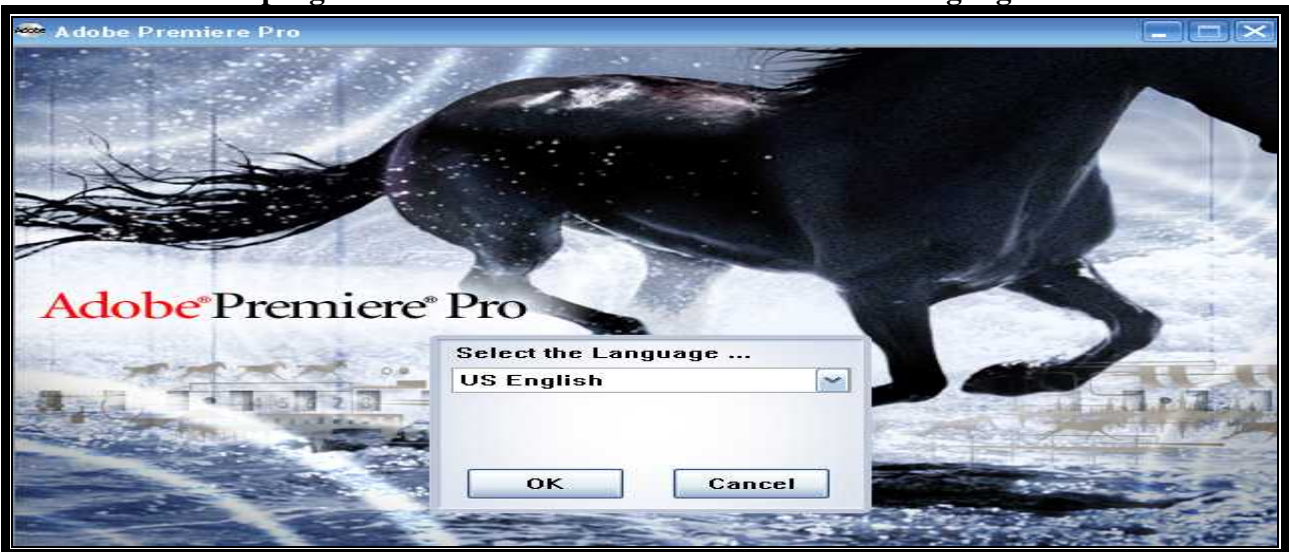 Adobe Premiere Pro
Adobe® Premiere® Pro
Select the Language ...
US English
OK Cancel